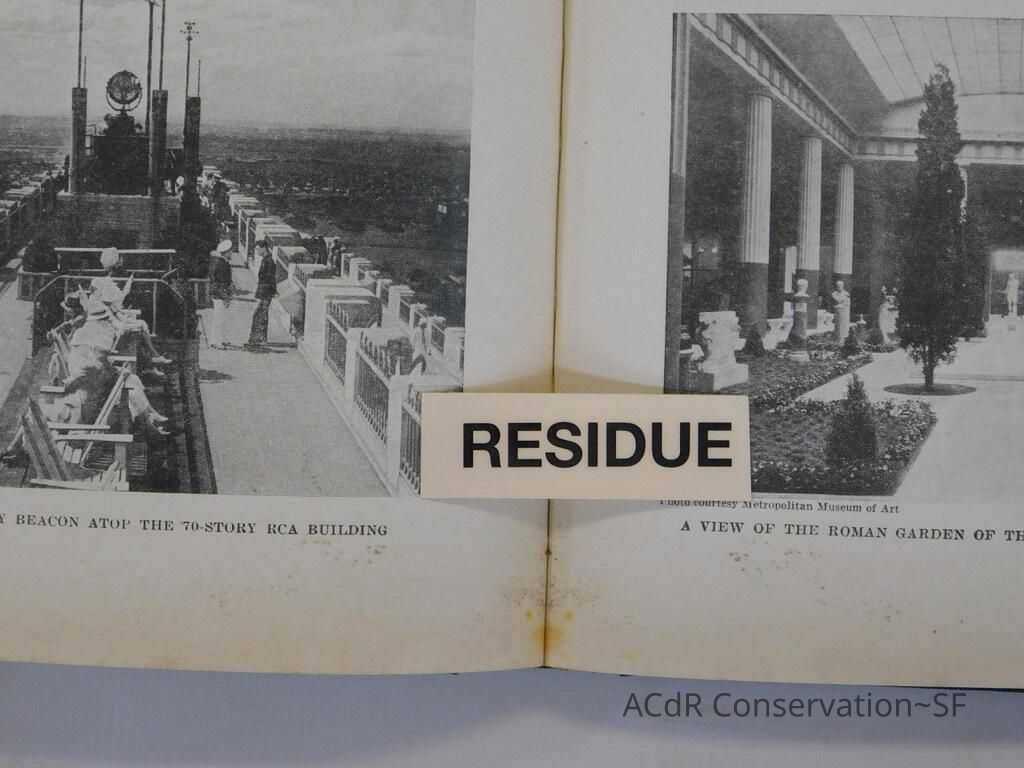 RESIDUE
Y BEACON ATOP THE 70-STORY RCA BUILDING
Photo courtesy Metropolitan Museum of Art
A VIEW OF THE ROMAN GARDEN OF TH
ACdR Conservation~SF